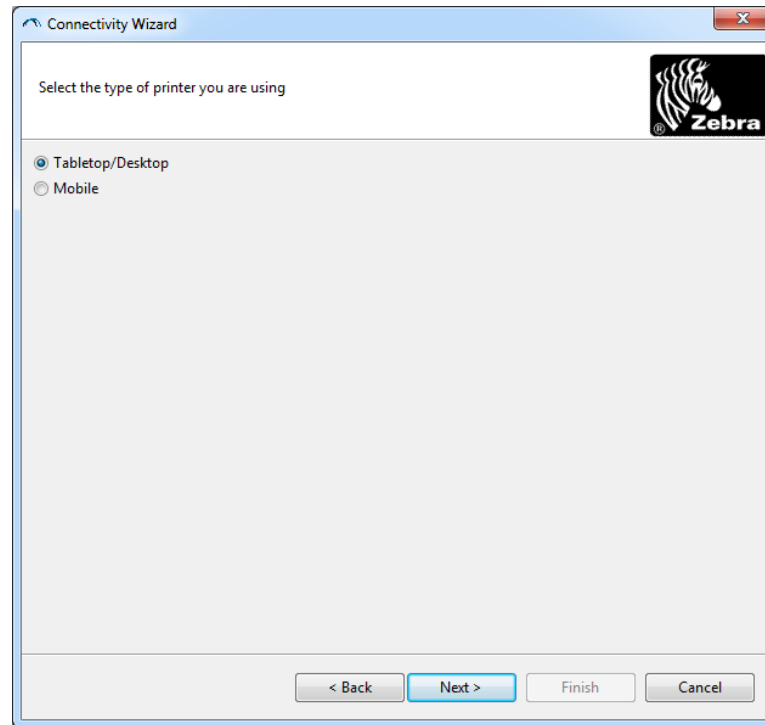 Connectivity Wizard
Select the type of printer you are using
® Zebra
Tabletop/Desktop
Mobile
< Back Next > Finish Cancel